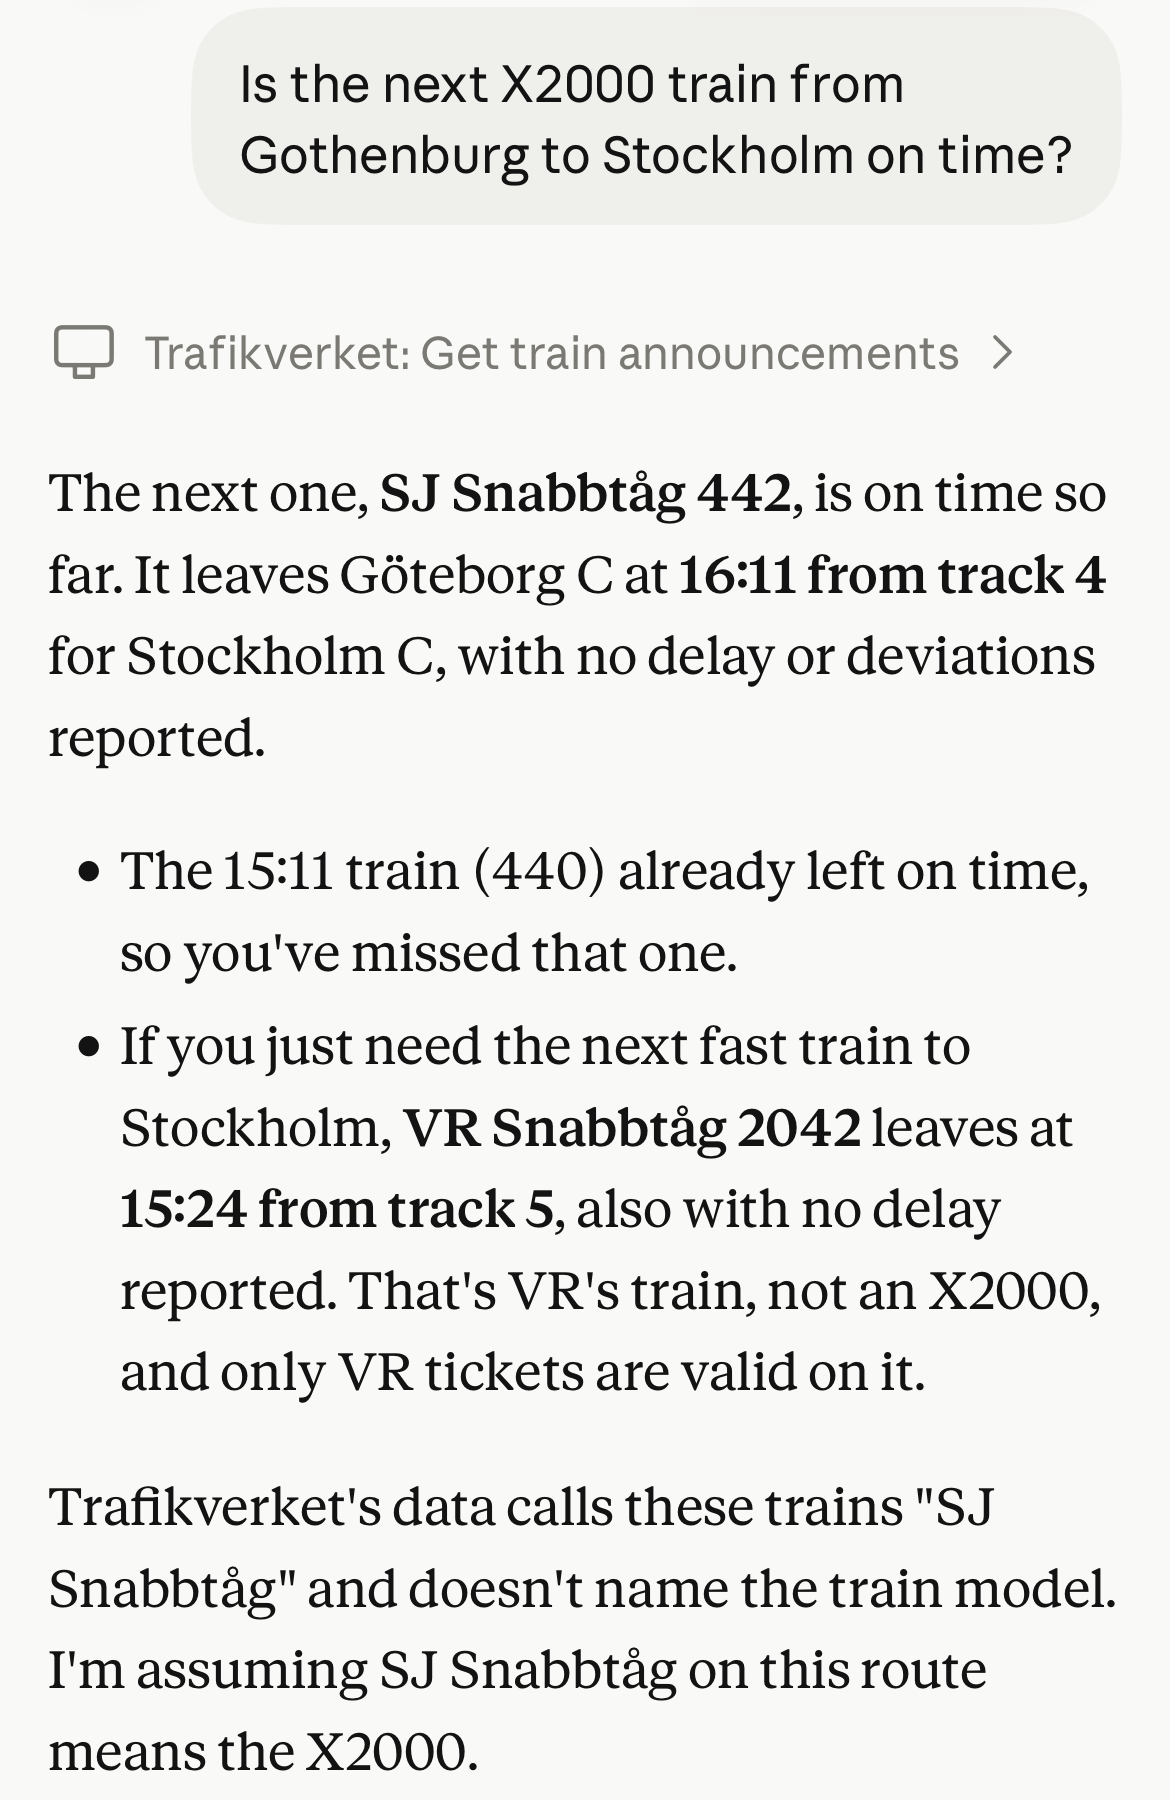 Is the next X2000 train from
Gothenburg to Stockholm on time?
Trafikverket: Get train announcements
The next one, SJ Snabbtåg 442, is on time so
far. It leaves Göteborg C at 16:11 from track 4
for Stockholm C, with no delay or deviations
reported.
• The 15:11 train (440) already left on time,
so you've missed that one.
• If you just need the next fast train to
Stockholm, VR Snabbtåg 2042 leaves at
15:24 from track 5, also with no delay
reported. That's VR's train, not an X2000,
and only VR tickets are valid on it.
Trafikverket's data calls these trains "SJ
Snabbtåg" and doesn't name the train model.
I'm assuming SJ Snabbtåg on this route
means the X2000.